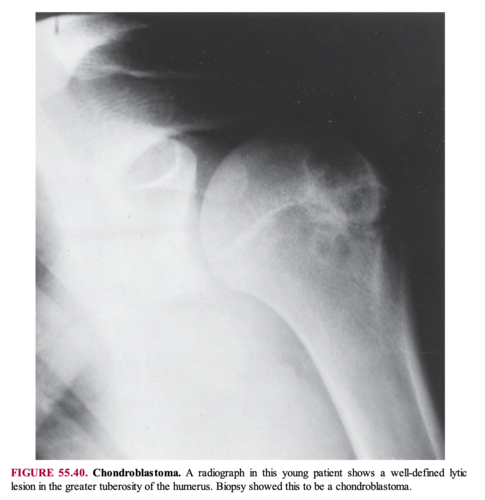 FIGURE 55.40. Chondroblastoma. A radiograph in this young patient shows a well-defined lytic
lesion in the greater tuberosity of the humerus. Biopsy showed this to be a chondroblastoma.